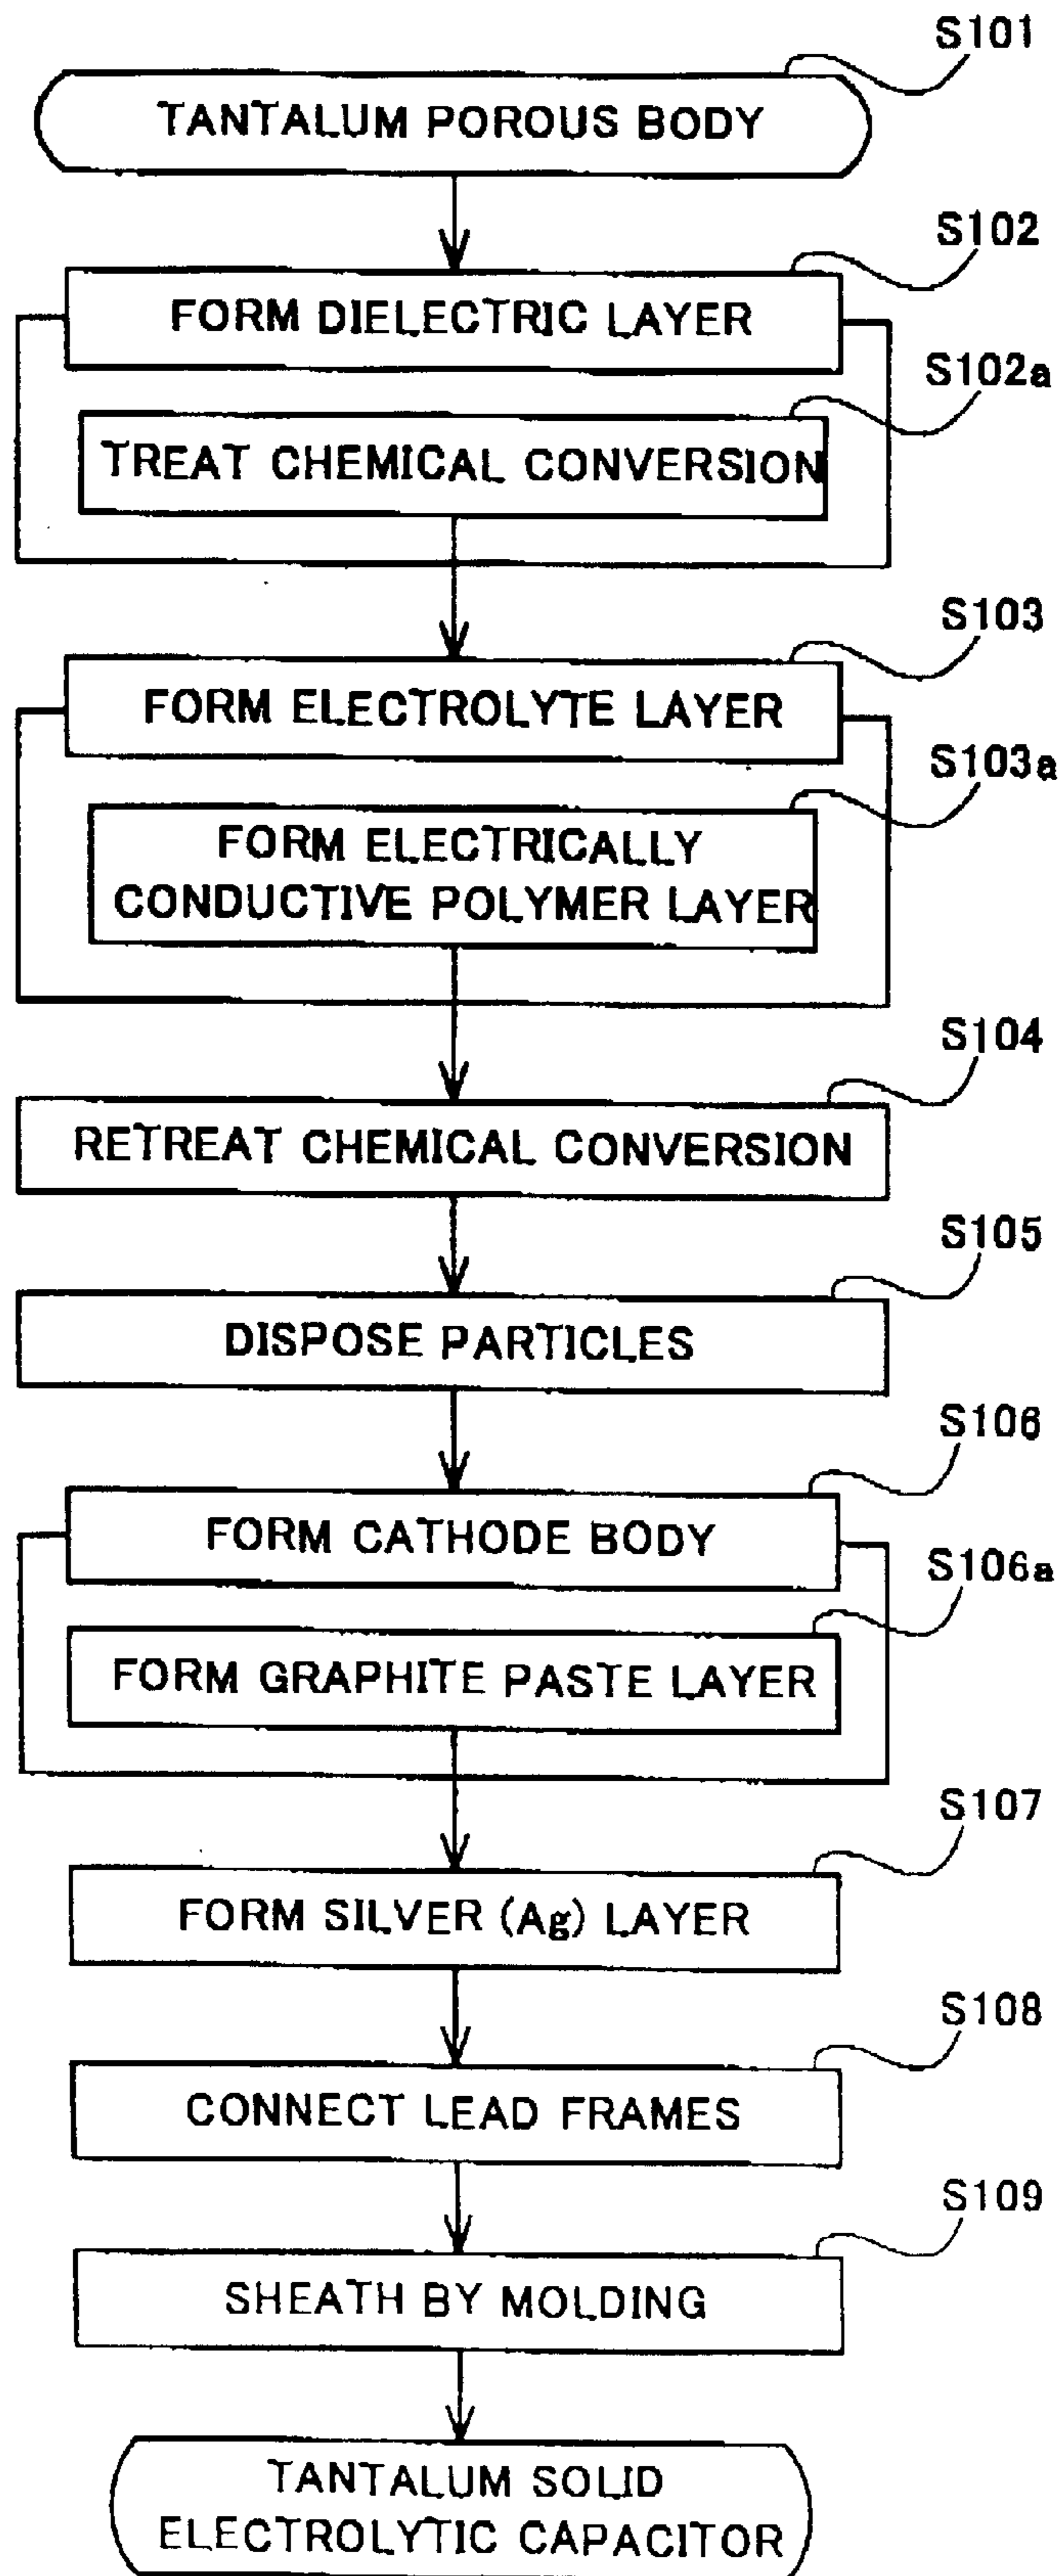 S101
TANTALUM POROUS BODY
S102
FORM DIELECTRIC LAYER
S102a
TREAT CHEMICAL CONVERSION
S103
FORM ELECTROLYTE LAYER
S103a
FORM ELECTRICALLY
CONDUCTIVE POLYMER LAYER
S104
RETREAT CHEMICAL CONVERSION
S105
DISPOSE PARTICLES
S106
FORM CATHODE BODY
S106a
FORM GRAPHITE PASTE LAYER
S107
FORM SILVER (Ag) LAYER
S108
CONNECT LEAD FRAMES
S109
SHEATH BY MOLDING
TANTALUM SOLID
ELECTROLYTIC CAPACITOR